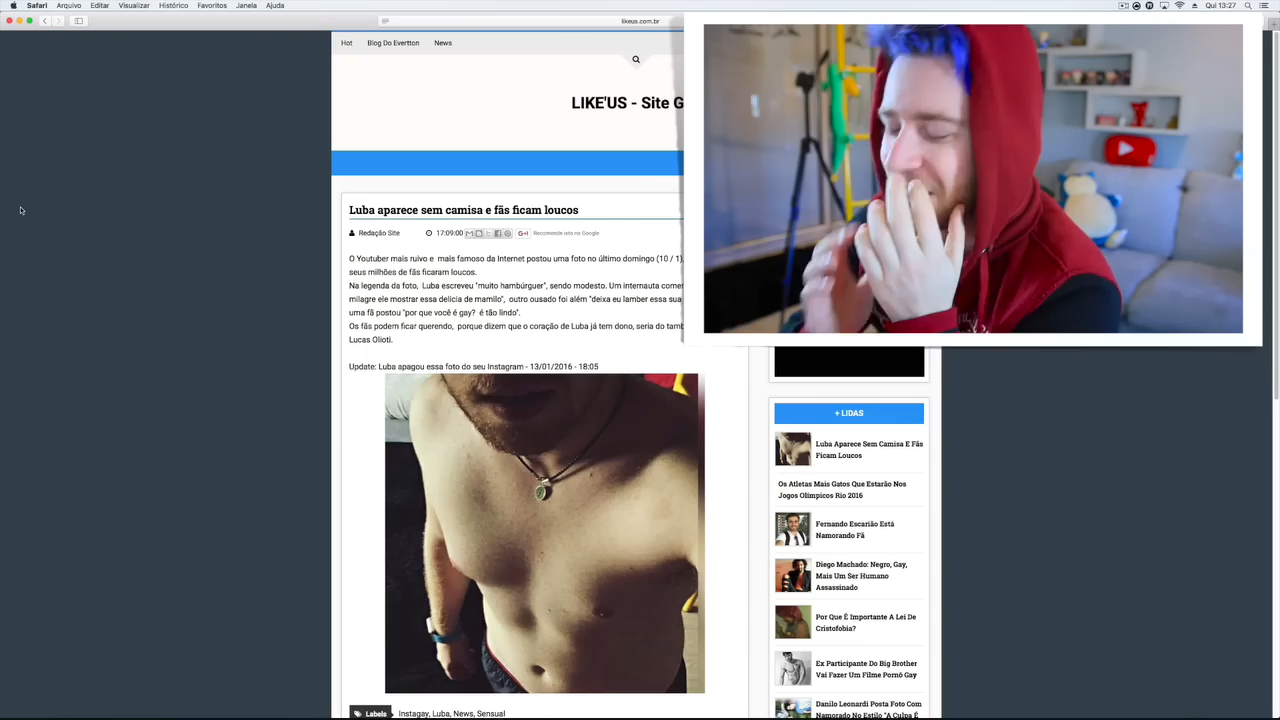 Safari Arquivo Editar Visualizar Histórico Favoritos Janela Ajuda
Qui 13:27
likeus.com.br
Hot Blog Do Evertton News
LIKE'US - Site G
Luba aparece sem camisa e fãs ficam loucos
Redação Site 17:09:00 G+1 Recomende isto no Google
O Youtuber mais ruivo e mais famoso da Internet postou uma foto no último domingo (10 / 1),
seus milhões de fãs ficaram loucos.
Na legenda da foto, Luba escreveu "muito hambúrguer", sendo modesto. Um internauta comer
milagre ele mostrar essa delicia de mamilo", outro ousado foi além "deixa eu lamber essa sua
uma fã postou "por que você é gay? é tão lindo".
Os fãs podem ficar querendo, porque dizem que o coração de Luba já tem dono, seria do tamb
Lucas Olioti.
Update: Luba apagou essa foto do seu Instagram - 13/01/2016 - 18:05
Labels Instagay, Luba, News, Sensual
+ LIDAS
Luba Aparece Sem Camisa E Fãs
Ficam Loucos
Os Atletas Mais Gatos Que Estarão Nos
Jogos Olímpicos Rio 2016
Fernando Escarião Está
Namorando Fã
Diego Machado: Negro, Gay,
Mais Um Ser Humano
Assassinado
Por Que É Importante A Lei De
Cristofobia?
Ex Participante Do Big Brother
Vai Fazer Um Filme Pornô Gay
Danilo Leonardi Posta Foto Com
Namorado No Estilo "A Culpa É